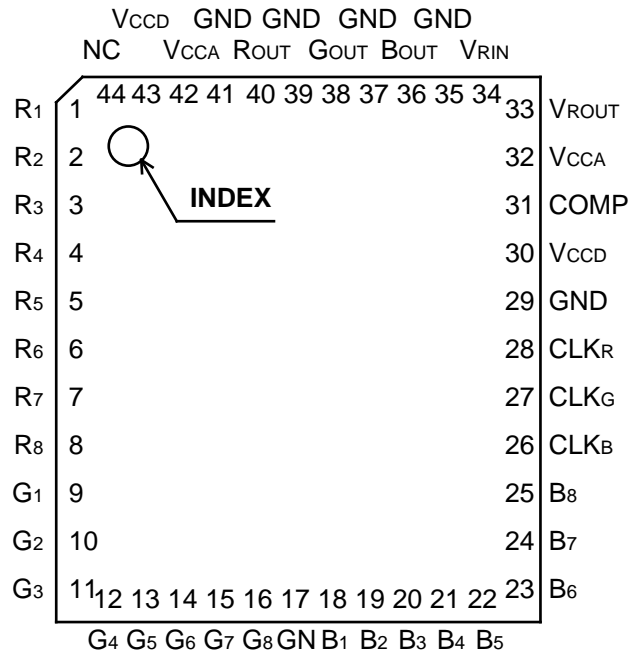 VCCD GND GND GND GND
NC VCCA ROUT GOUT BOUT VRIN
44 43 42 41 40 39 38 37 36 35 34
R1 1 33 VROUT
R2 2 32 VCCA
INDEX
R3 3 31 COMP
R4 4 30 VCCD
R5 5 29 GND
R6 6 28 CLKR
R7 7 27 CLKG
R8 8 26 CLKB
G1 9 25 B8
G2 10 24 B7
G3 11 23 B6
12 13 14 15 16 17 18 19 20 21 22
G4 G5 G6 G7 G8 GN B1 B2 B3 B4 B5